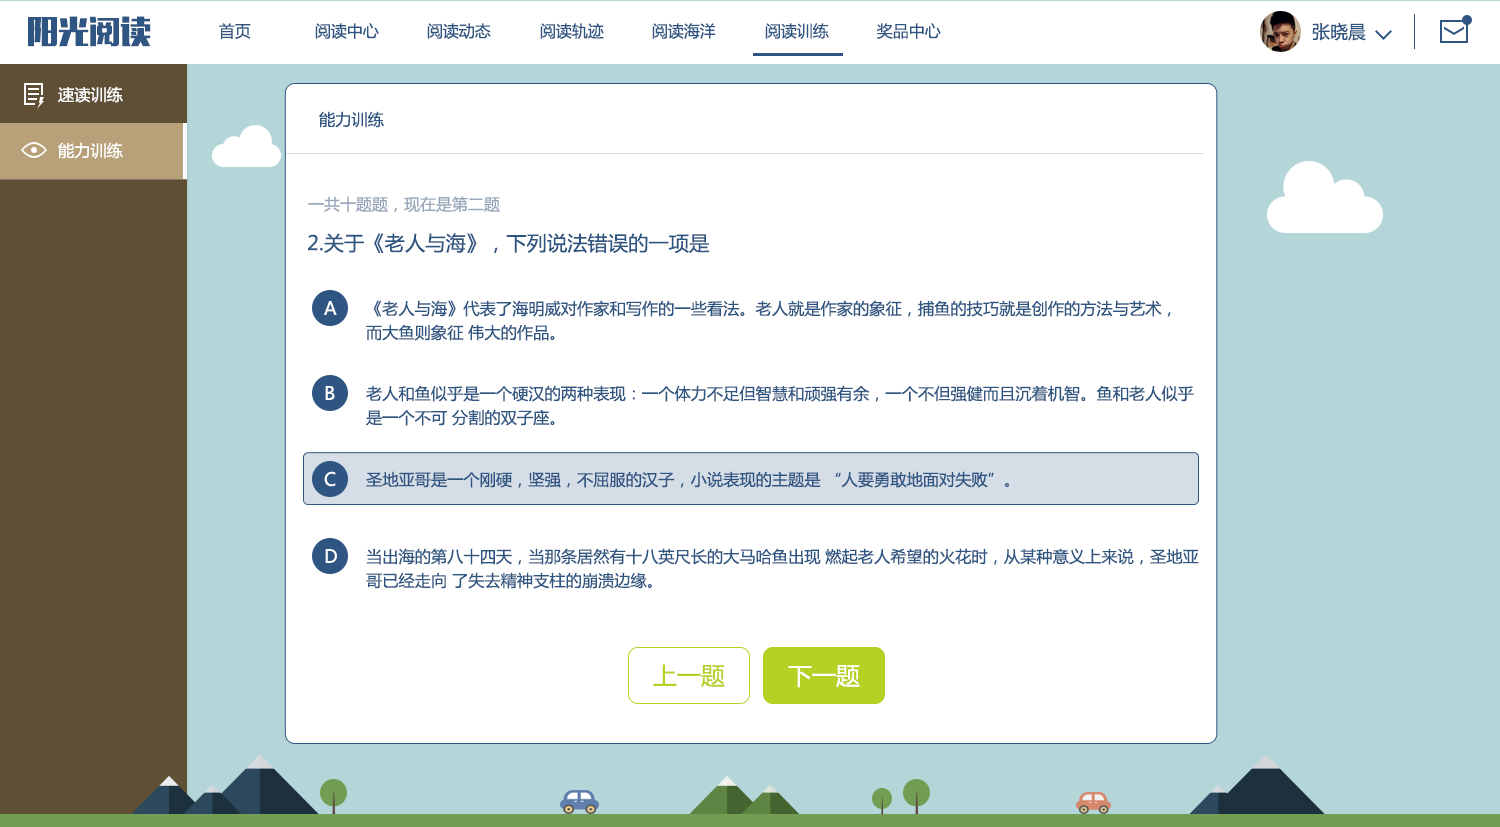 阳光阅读
首页 阅读中心 阅读动态 阅读轨迹 阅读海洋 阅读训练 奖品中心
张晓晨
速读训练
能力训练
能力训练
一共十题题，现在是第二题
2.关于《老人与海》，下列说法错误的一项是
A
《老人与海》代表了海明威对作家和写作的一些看法。老人就是作家的象征，捕鱼的技巧就是创作的方法与艺术，
而大鱼则象征 伟大的作品。
B
老人和鱼似乎是一个硬汉的两种表现：一个体力不足但智慧和顽强有余，一个不但强健而且沉着机智。鱼和老人似乎
是一个不可 分割的双子座。
C
圣地亚哥是一个刚硬，坚强，不屈服的汉子，小说表现的主题是 “人要勇敢地面对失败”。
D
当出海的第八十四天，当那条居然有十八英尺长的大马哈鱼出现 燃起老人希望的火花时，从某种意义上来说，圣地亚
哥已经走向 了失去精神支柱的崩溃边缘。
上一题 下一题